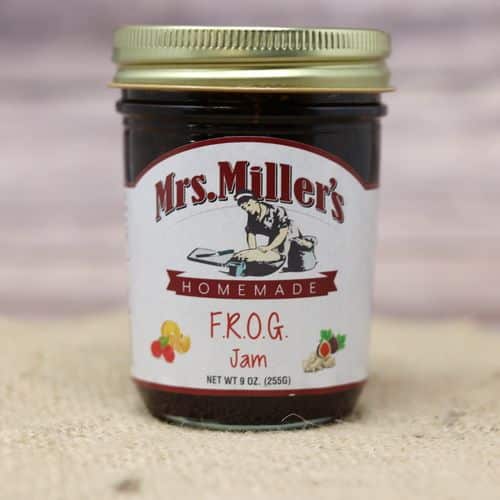 Mrs. Miller's
HOMEMADE
F.R.O.G.
Jam
NET WT 9 OZ. (255G)